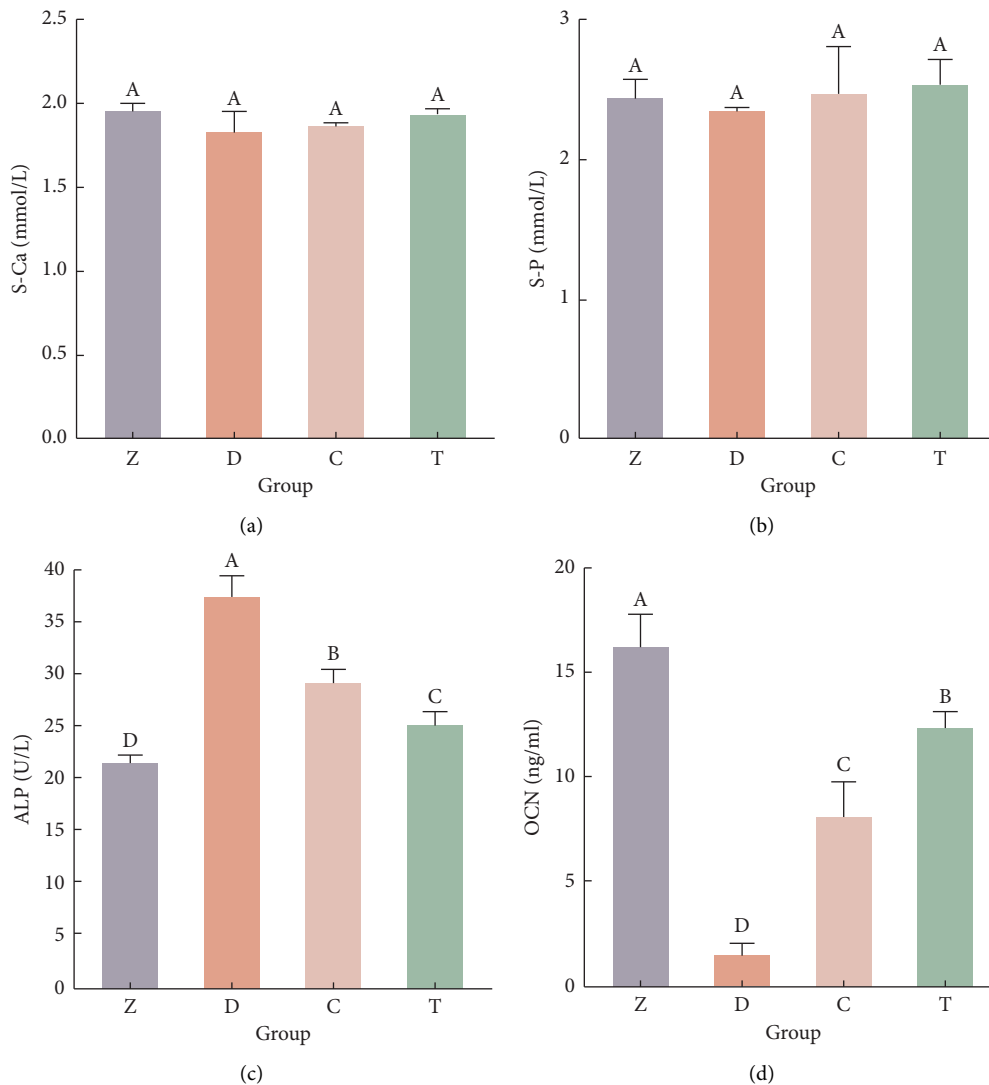 2.5
2.0
1.5
1.0
0.5
0.0
S-Ca (mmol/L)
A
A
A
A
Z D C T
Group
(a)
3
2
1
0
S-P (mmol/L)
A
A
A
A
Z D C T
Group
(b)
40
35
30
25
20
15
10
5
0
ALP (U/L)
D
A
B
C
Z D C T
Group
(c)
20
15
10
5
0
OCN (ng/ml)
A
D
C
B
Z D C T
Group
(d)